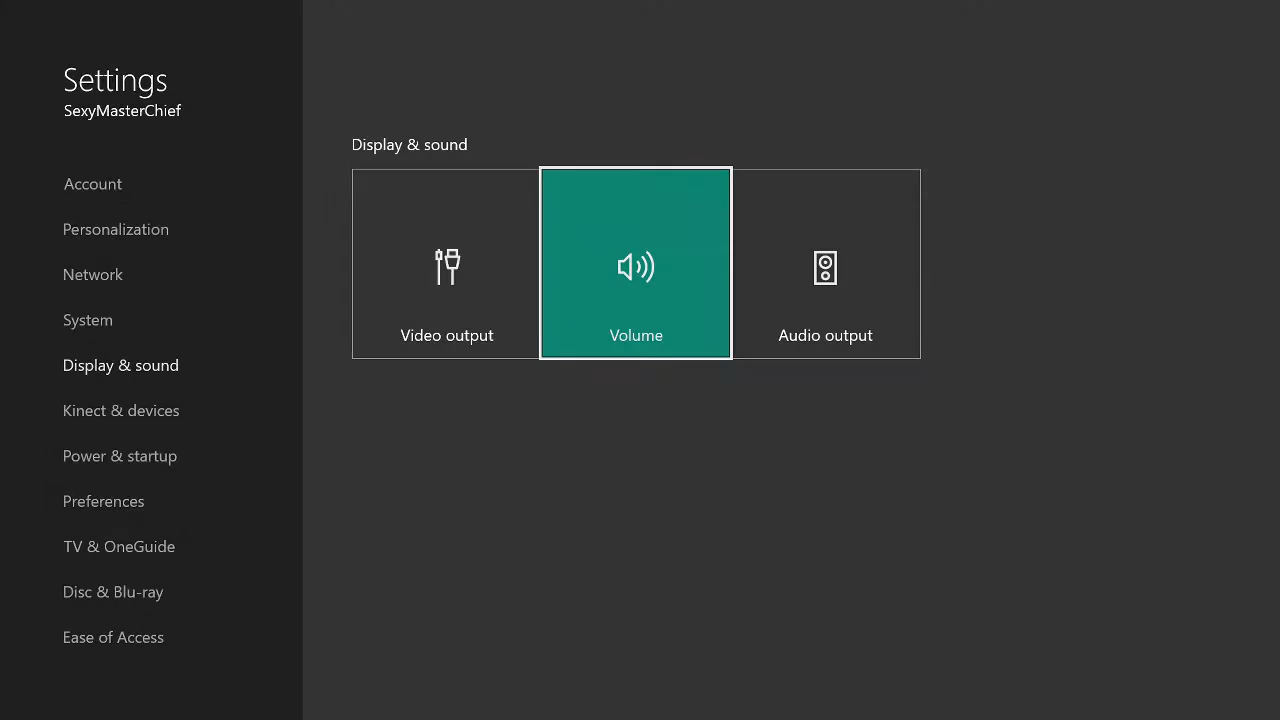 Settings
SexyMasterChief
Account
Personalization
Network
System
Display & sound
Kinect & devices
Power & startup
Preferences
TV & OneGuide
Disc & Blu-ray
Ease of Access
Display & sound
Video output
Volume
Audio output